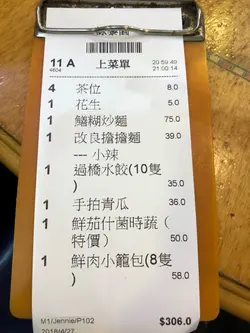 11 A 上菜單 20:59:49
4604 21:00:14
4 茶位 8.0
1 花生 5.0
1 鱔糊炒麵 75.0
1 改良擔擔麵 39.0
--- 小辣
1 過橋水餃(10隻
) 35.0
1 手拍青瓜 36.0
1 鮮茄什菌時蔬(
特價) 50.0
1 鮮肉小籠包(8隻
) 58.0
$306.0
M1/Jennie/P102
2018/4/27